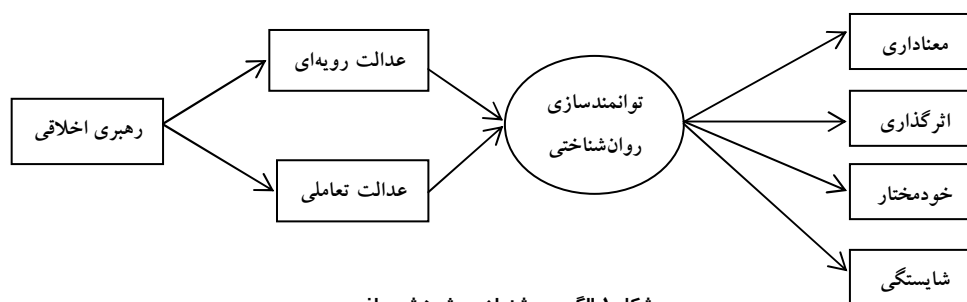 معناداری
عدالت رویه‌ای
توانمندسازی
روان‌شناختی
اثرگذاری
رهبری اخلاقی
عدالت تعاملی
خودمختار
شایستگی